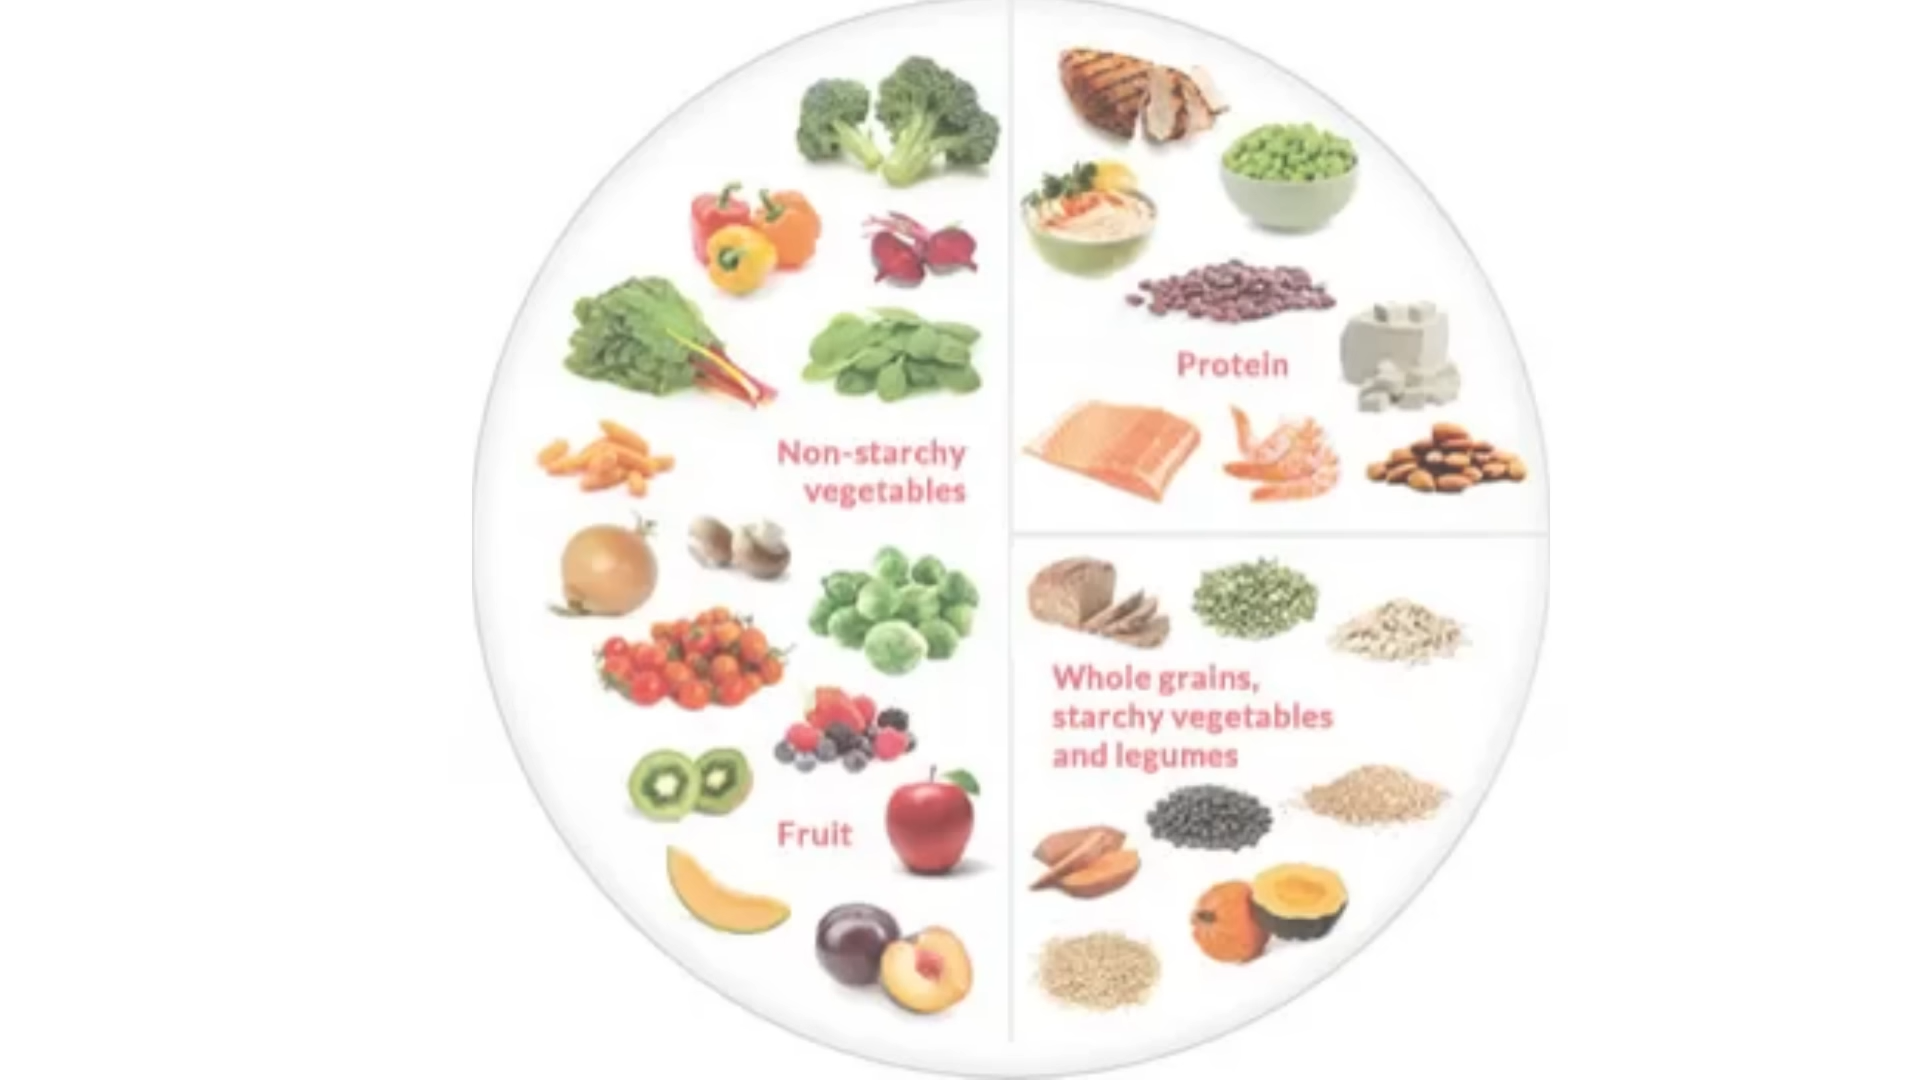 Protein
Non-starchy
vegetables
Whole grains,
starchy vegetables
and legumes
Fruit